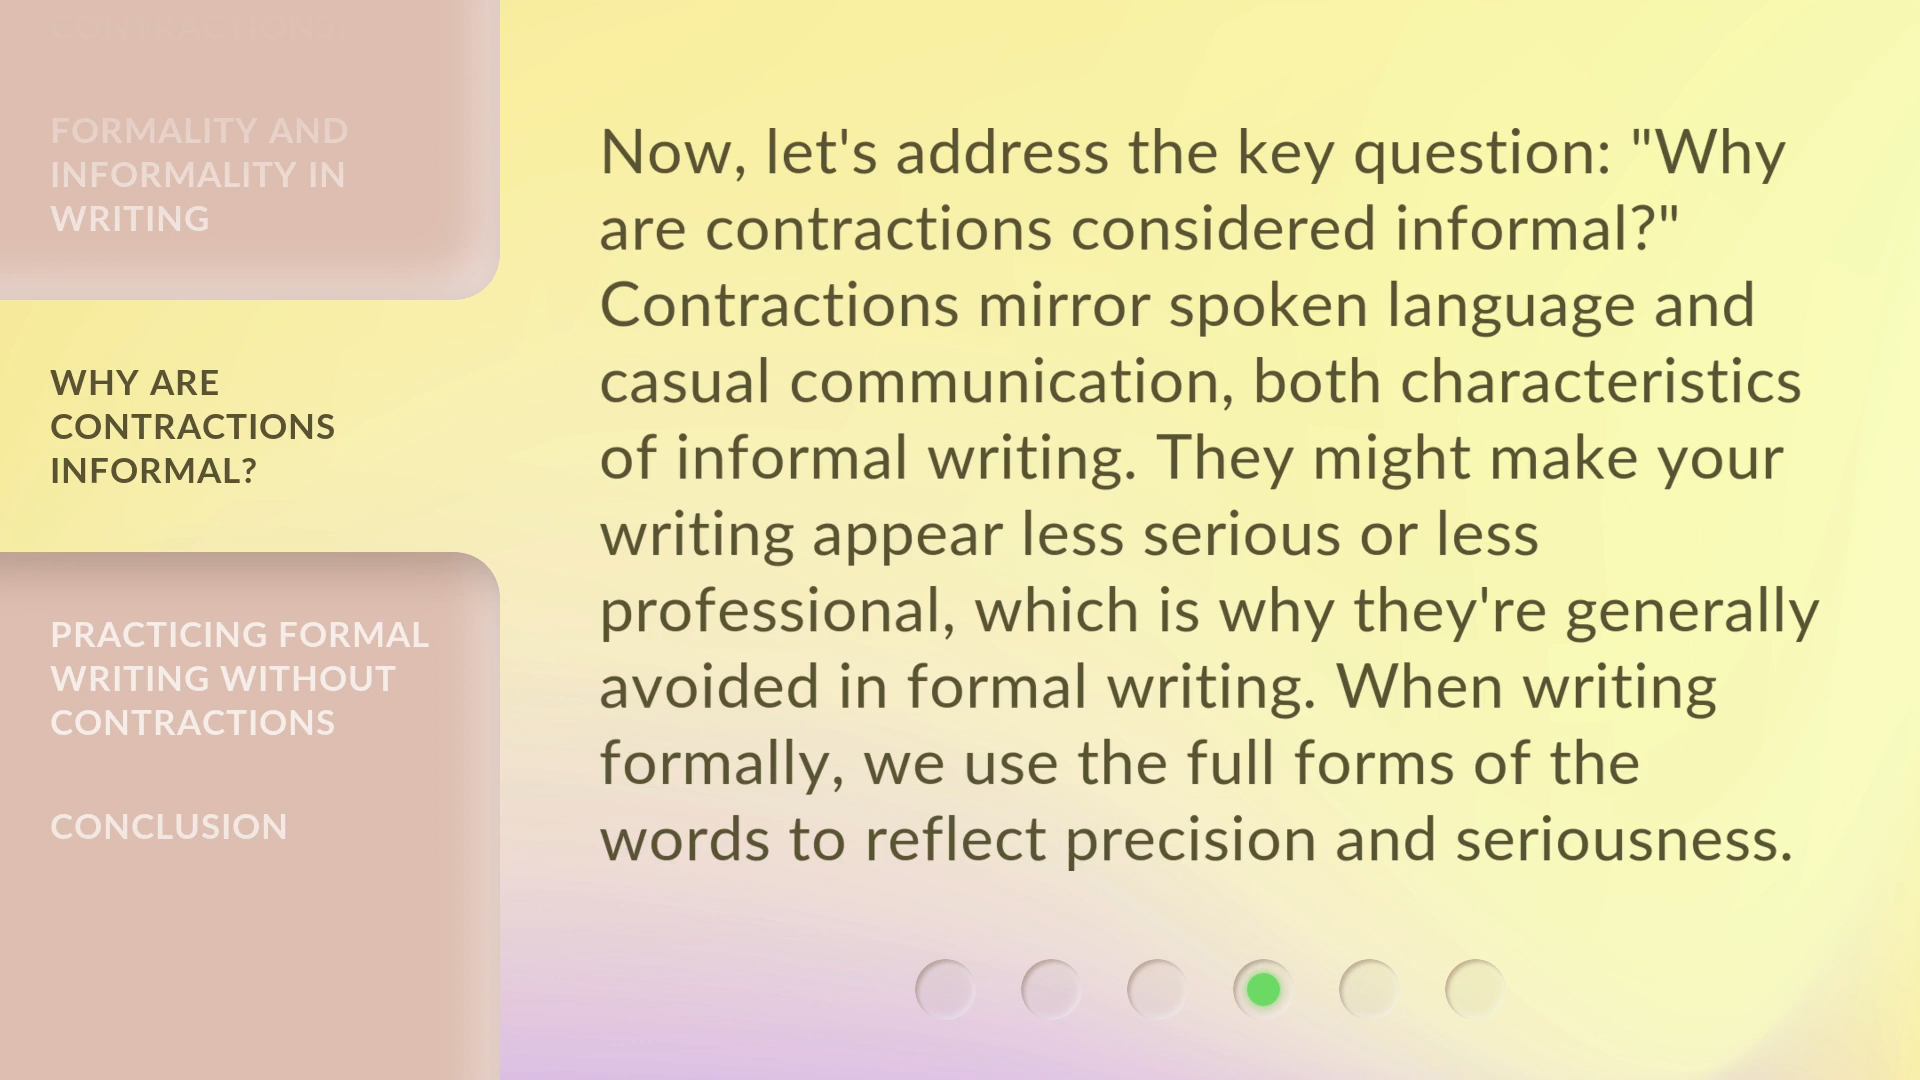 CONTRACTIONS.
FORMALITY AND
INFORMALITY IN
WRITING
WHY ARE
CONTRACTIONS
INFORMAL?
PRACTICING FORMAL
WRITING WITHOUT
CONTRACTIONS
CONCLUSION
Now, let's address the key question: "Why
are contractions considered informal?"
Contractions mirror spoken language and
casual communication, both characteristics
of informal writing. They might make your
writing appear less serious or less
professional, which is why they're generally
avoided in formal writing. When writing
formally, we use the full forms of the
words to reflect precision and seriousness.